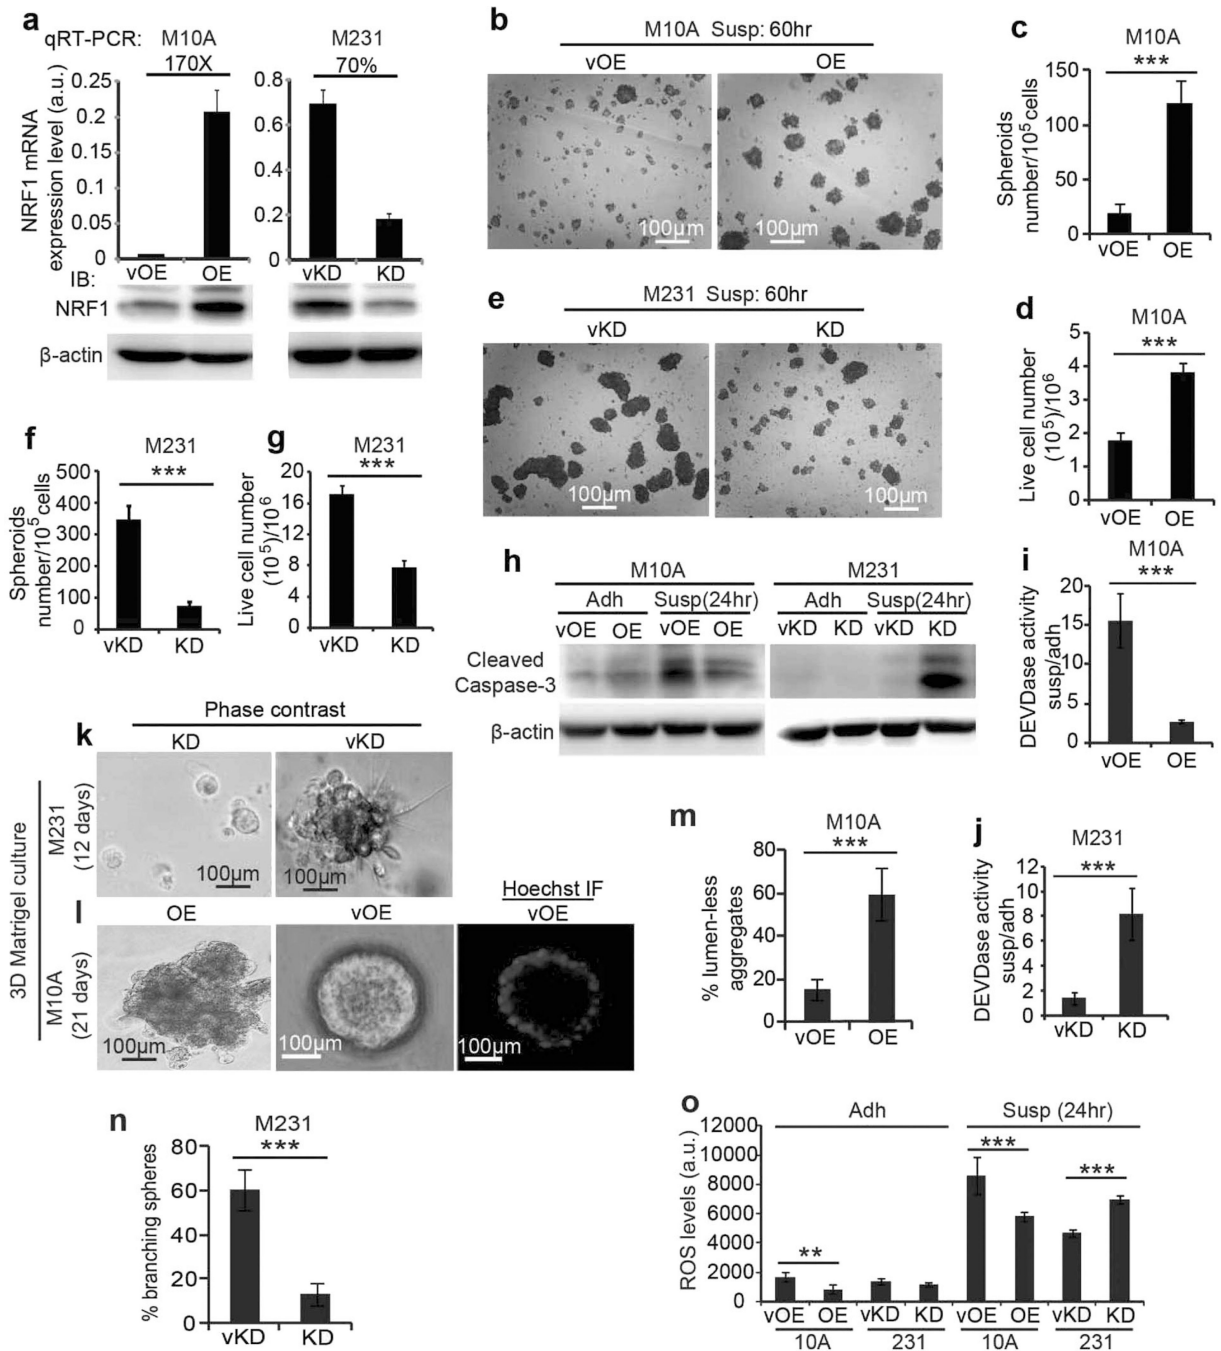 a
qRT-PCR: M10A M231
170X 70%
NRF1 mRNA
expression level (a.u.)
0.25
0.2
0.15
0.1
0.05
0
0.8
0.6
0.4
0.2
0
vOE OE vKD KD
IB:
NRF1
β-actin
b
M10A Susp: 60hr
vOE OE
100µm 100µm
c
M10A
***
Spheroids
number/10⁵ cells
150
100
50
0
vOE OE
d
M10A
***
Live cell number
(10⁵)/10⁶
5
4
3
2
1
0
vOE OE
e
M231 Susp: 60hr
vKD KD
100µm 100µm
f
M231
***
Spheroids
number/10⁵ cells
500
400
300
200
100
0
vKD KD
g
M231
***
Live cell number
(10⁵)/10⁶
20
16
12
8
4
0
vKD KD
h
M10A M231
Adh Susp(24hr) Adh Susp(24hr)
vOE OE vOE OE vKD KD vKD KD
Cleaved
Caspase-3
β-actin
i
M10A
***
DEVDase activity
susp/adh
20
15
10
5
0
vOE OE
Phase contrast
k
KD vKD
3D Matrigel culture
M231
(12 days)
100µm 100µm
l
Hoechst IF
OE vOE vOE
M10A
(21 days)
100µm 100µm 100µm
m
M10A
***
% lumen-less
aggregates
80
60
40
20
0
vOE OE
j
M231
***
DEVDase activity
susp/adh
12
10
8
6
4
2
0
vKD KD
n
M231
***
% branching spheres
80
60
40
20
0
vKD KD
o
Adh Susp (24hr)
ROS levels (a.u.)
12000
10000
8000
6000
4000
2000
0
** *** ***
vOE OE vKD KD vOE OE vKD KD
10A 231 10A 231